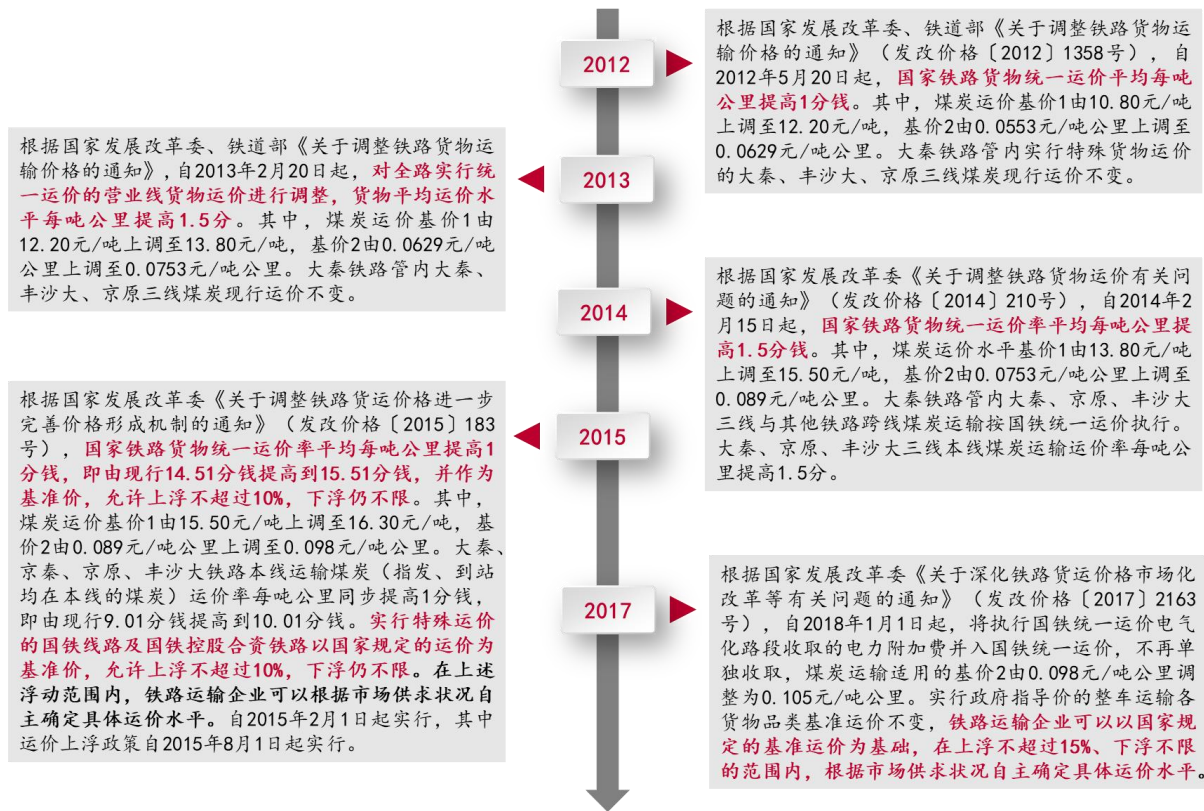 2012
根据国家发展改革委、铁道部《关于调整铁路货物运
输价格的通知》（发改价格〔2012〕1358号），自
2012年5月20日起，国家铁路货物统一运价平均每吨
公里提高1分钱。其中，煤炭运价基价1由10.80元/吨
上调至12.20元/吨，基价2由0.0553元/吨公里上调至
0.0629元/吨公里。大秦铁路管内实行特殊货物运价
的大秦、丰沙大、京原三线煤炭现行运价不变。
2013
根据国家发展改革委、铁道部《关于调整铁路货物运
输价格的通知》,自2013年2月20日起，对全路实行统
一运价的营业线货物运价进行调整，货物平均运价水
平每吨公里提高1.5分。其中，煤炭运价基价1由
12.20元/吨上调至13.80元/吨，基价2由0.0629元/吨
公里上调至0.0753元/吨公里。大秦铁路管内大秦、
丰沙大、京原三线煤炭现行运价不变。
2014
根据国家发展改革委《关于调整铁路货物运价有关问
题的通知》（发改价格〔2014〕210号），自2014年2
月15日起，国家铁路货物统一运价率平均每吨公里提
高1.5分钱。其中，煤炭运价水平基价1由13.80元/吨
上调至15.50元/吨，基价2由0.0753元/吨公里上调至
0.089元/吨公里。大秦铁路管内大秦、京原、丰沙大
三线与其他铁路跨线煤炭运输按国铁统一运价执行。
大秦、京原、丰沙大三线本线煤炭运输运价率每吨公
里提高1.5分。
2015
根据国家发展改革委《关于调整铁路货运价格进一步
完善价格形成机制的通知》（发改价格〔2015〕183
号），国家铁路货物统一运价率平均每吨公里提高1
分钱，即由现行14.51分钱提高到15.51分钱，并作为
基准价，允许上浮不超过10%，下浮仍不限。其中，
煤炭运价基价1由15.50元/吨上调至16.30元/吨，基
价2由0.089元/吨公里上调至0.098元/吨公里。大秦、
京秦、京原、丰沙大铁路本线运输煤炭（指发、到站
均在本线的煤炭）运价率每吨公里同步提高1分钱，
即由现行9.01分钱提高到10.01分钱。实行特殊运价
的国铁线路及国铁控股合资铁路以国家规定的运价为
基准价，允许上浮不超过10%，下浮仍不限。在上述
浮动范围内，铁路运输企业可以根据市场供求状况自
主确定具体运价水平。自2015年2月1日起实行，其中
运价上浮政策自2015年8月1日起实行。
2017
根据国家发展改革委《关于深化铁路货运价格市场化
改革等有关问题的通知》（发改价格〔2017〕2163
号），自2018年1月1日起，将执行国铁统一运价电气
化路段收取的电力附加费并入国铁统一运价，不再单
独收取，煤炭运输适用的基价2由0.098元/吨公里调
整为0.105元/吨公里。实行政府指导价的整车运输各
货物品类基准运价不变，铁路运输企业可以以国家规
定的基准运价为基础，在上浮不超过15%、下浮不限
的范围内，根据市场供求状况自主确定具体运价水平。